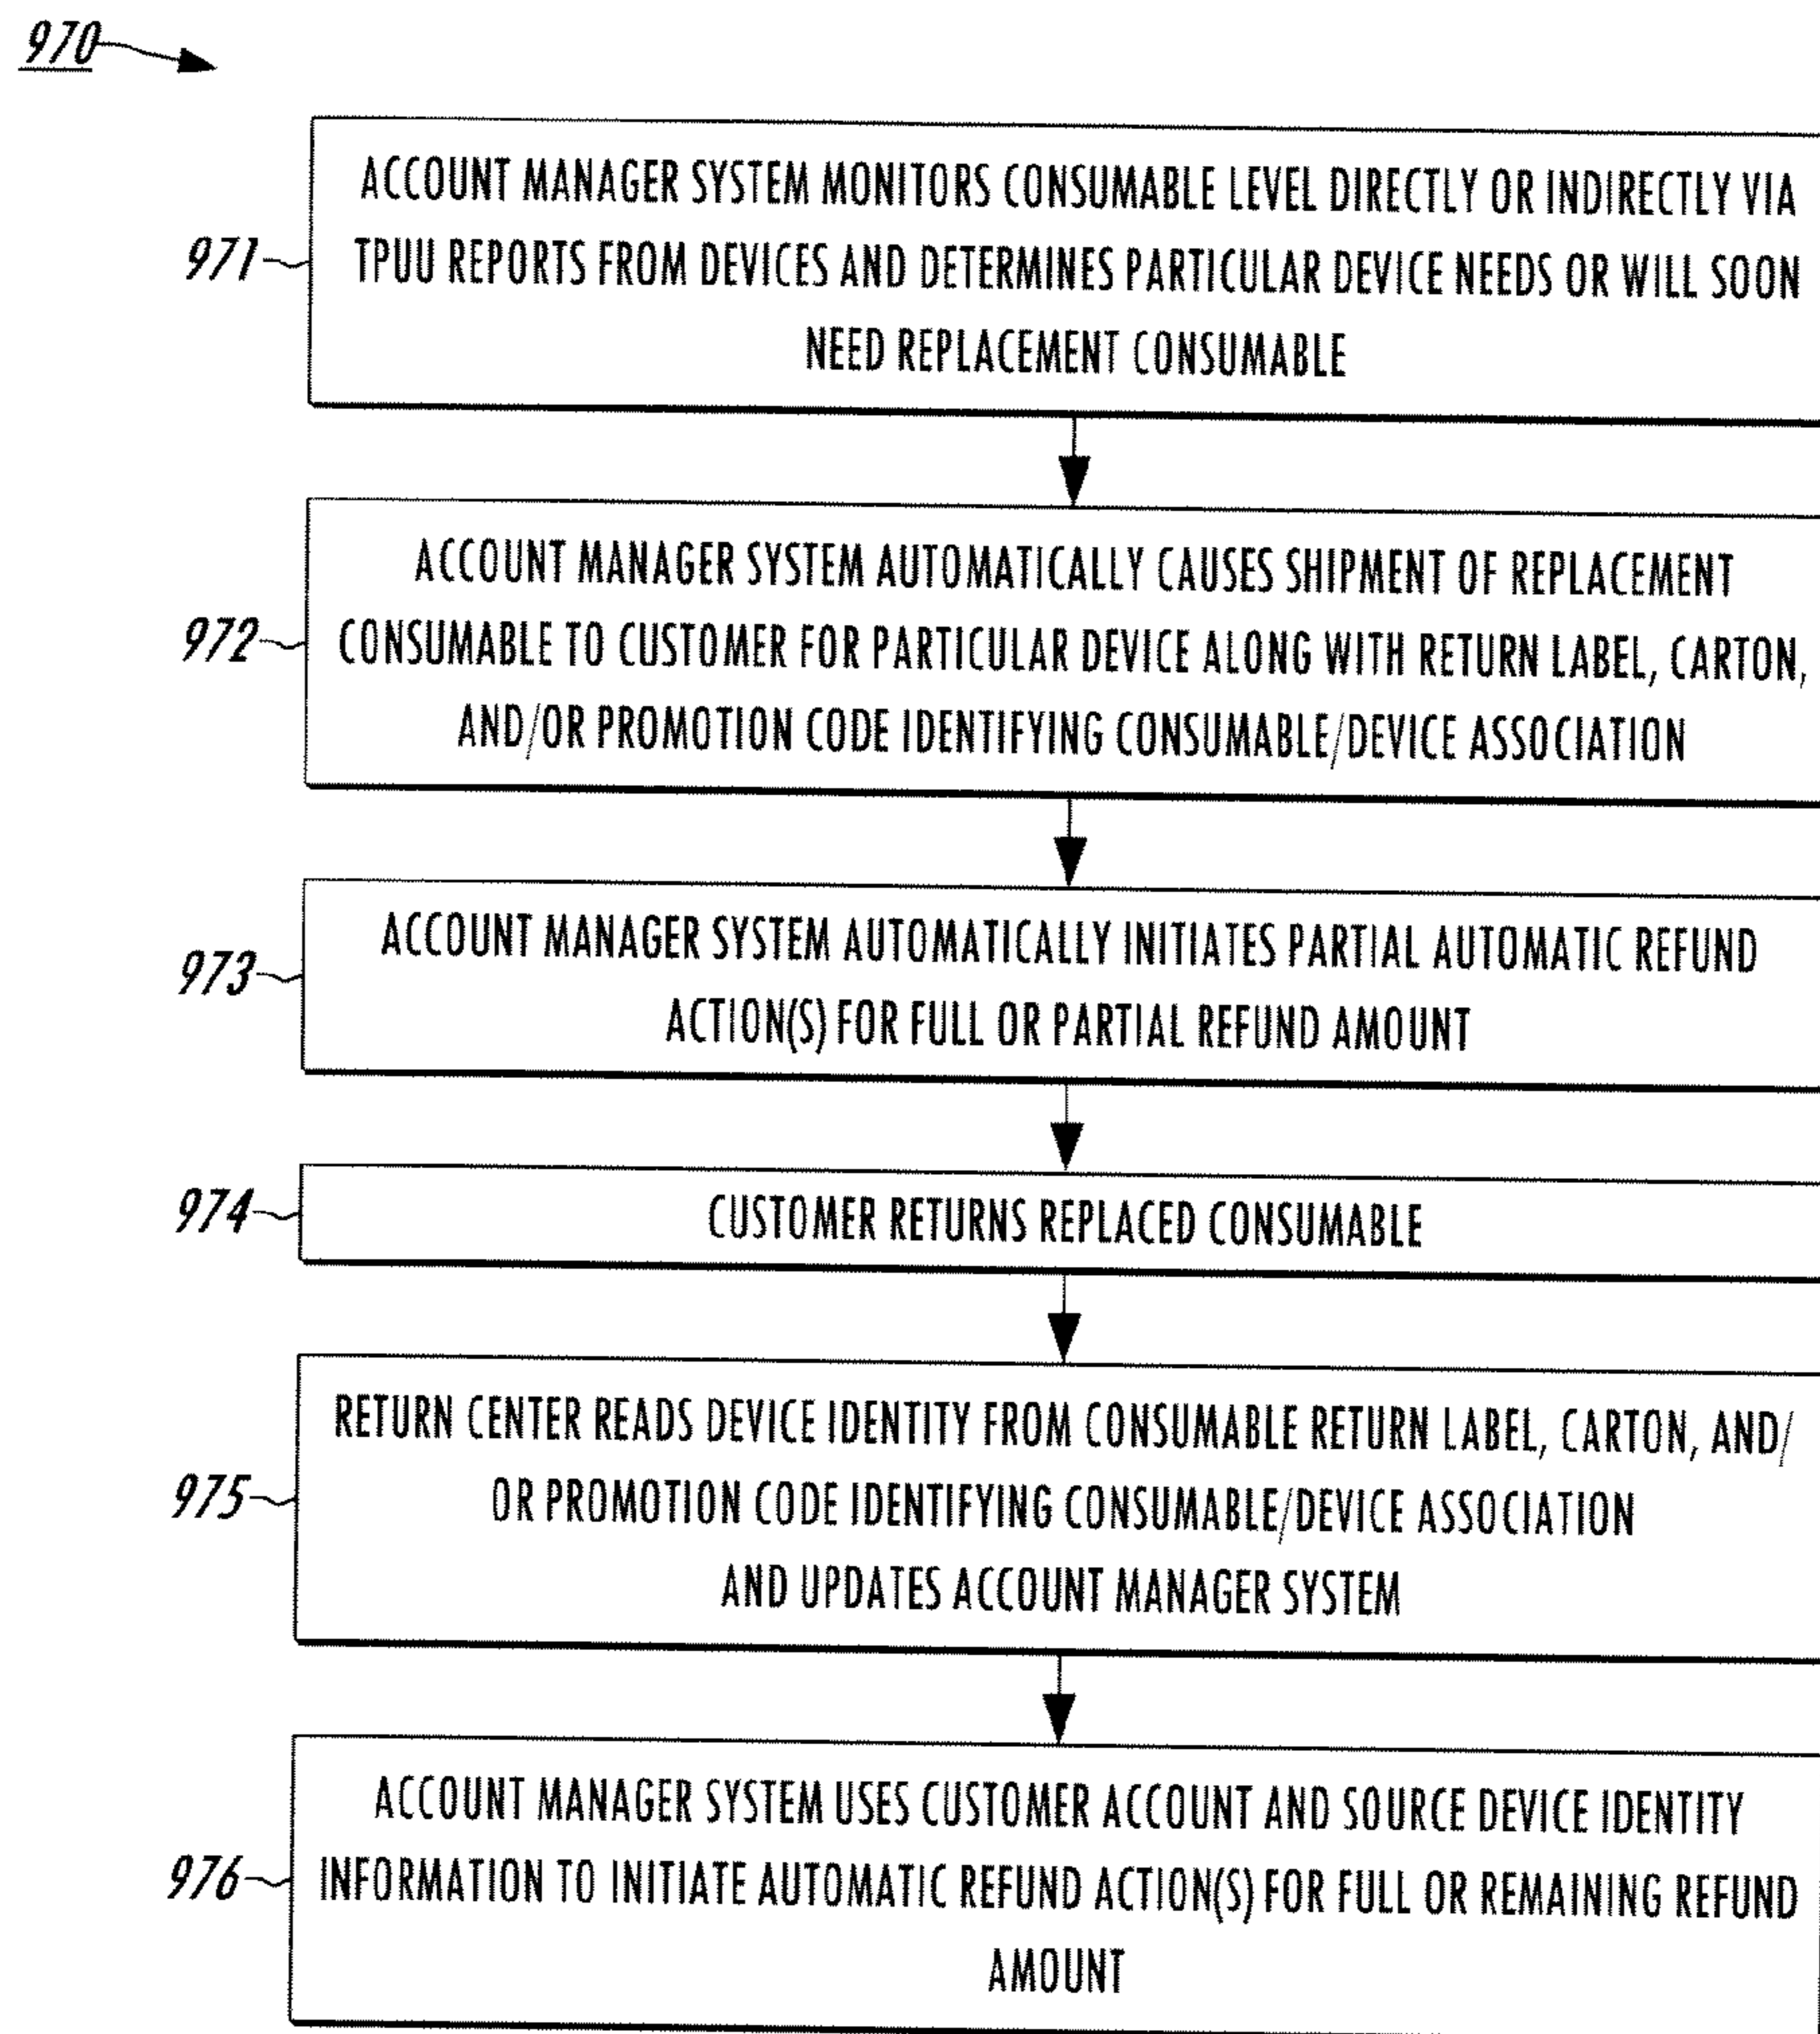 970
ACCOUNT MANAGER SYSTEM MONITORS CONSUMABLE LEVEL DIRECTLY OR INDIRECTLY VIA
971
TPUU REPORTS FROM DEVICES AND DETERMINES PARTICULAR DEVICE NEEDS OR WILL SOON
NEED REPLACEMENT CONSUMABLE
ACCOUNT MANAGER SYSTEM AUTOMATICALLY CAUSES SHIPMENT OF REPLACEMENT
972
CONSUMABLE TO CUSTOMER FOR PARTICULAR DEVICE ALONG WITH RETURN LABEL, CARTON,
AND/OR PROMOTION CODE IDENTIFYING CONSUMABLE/DEVICE ASSOCIATION
973
ACCOUNT MANAGER SYSTEM AUTOMATICALLY INITIATES PARTIAL AUTOMATIC REFUND
ACTION(S) FOR FULL OR PARTIAL REFUND AMOUNT
974
CUSTOMER RETURNS REPLACED CONSUMABLE
RETURN CENTER READS DEVICE IDENTITY FROM CONSUMABLE RETURN LABEL, CARTON, AND/
975
OR PROMOTION CODE IDENTIFYING CONSUMABLE/DEVICE ASSOCIATION
AND UPDATES ACCOUNT MANAGER SYSTEM
ACCOUNT MANAGER SYSTEM USES CUSTOMER ACCOUNT AND SOURCE DEVICE IDENTITY
976
INFORMATION TO INITIATE AUTOMATIC REFUND ACTION(S) FOR FULL OR REMAINING REFUND
AMOUNT